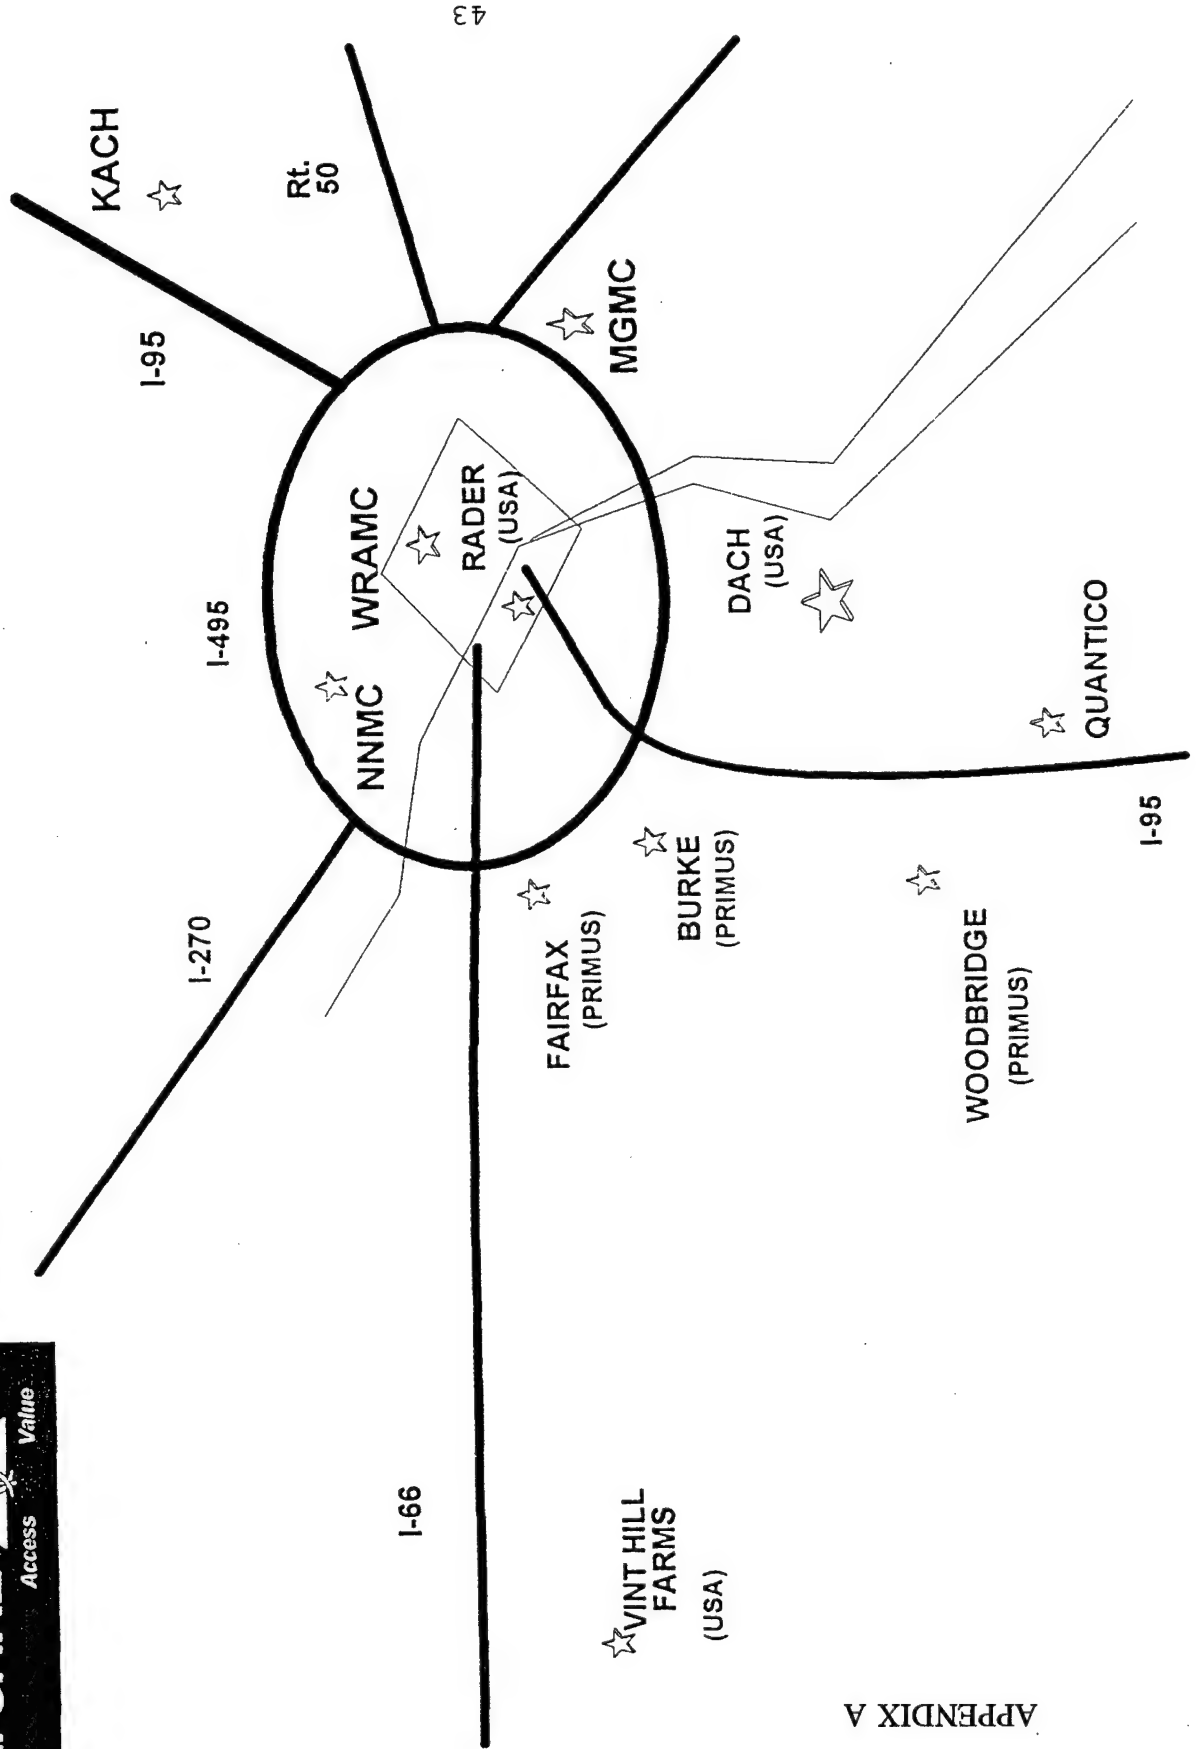 Access Value
KACH
I-95
Rt.
50
I-495
I-270
WRAMC
NNMC
RADER
(USA)
MGMC
I-66
FAIRFAX
(PRIMUS)
BURKE
(PRIMUS)
DACH
(USA)
VINT HILL
FARMS
(USA)
WOODBRIDGE
(PRIMUS)
QUANTICO
I-95
APPENDIX A
43